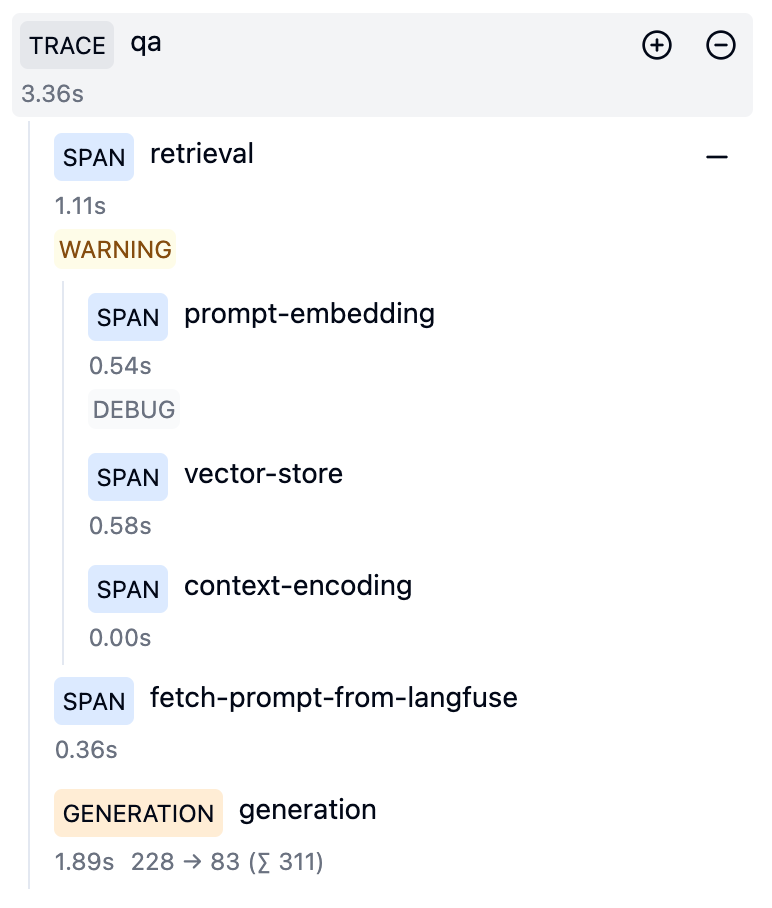 TRACE qa
3.36s
SPAN retrieval
1.11s
WARNING
SPAN prompt-embedding
0.54s
DEBUG
SPAN vector-store
0.58s
SPAN context-encoding
0.00s
SPAN fetch-prompt-from-langfuse
0.36s
GENERATION generation
1.89s 228 → 83 (∑ 311)